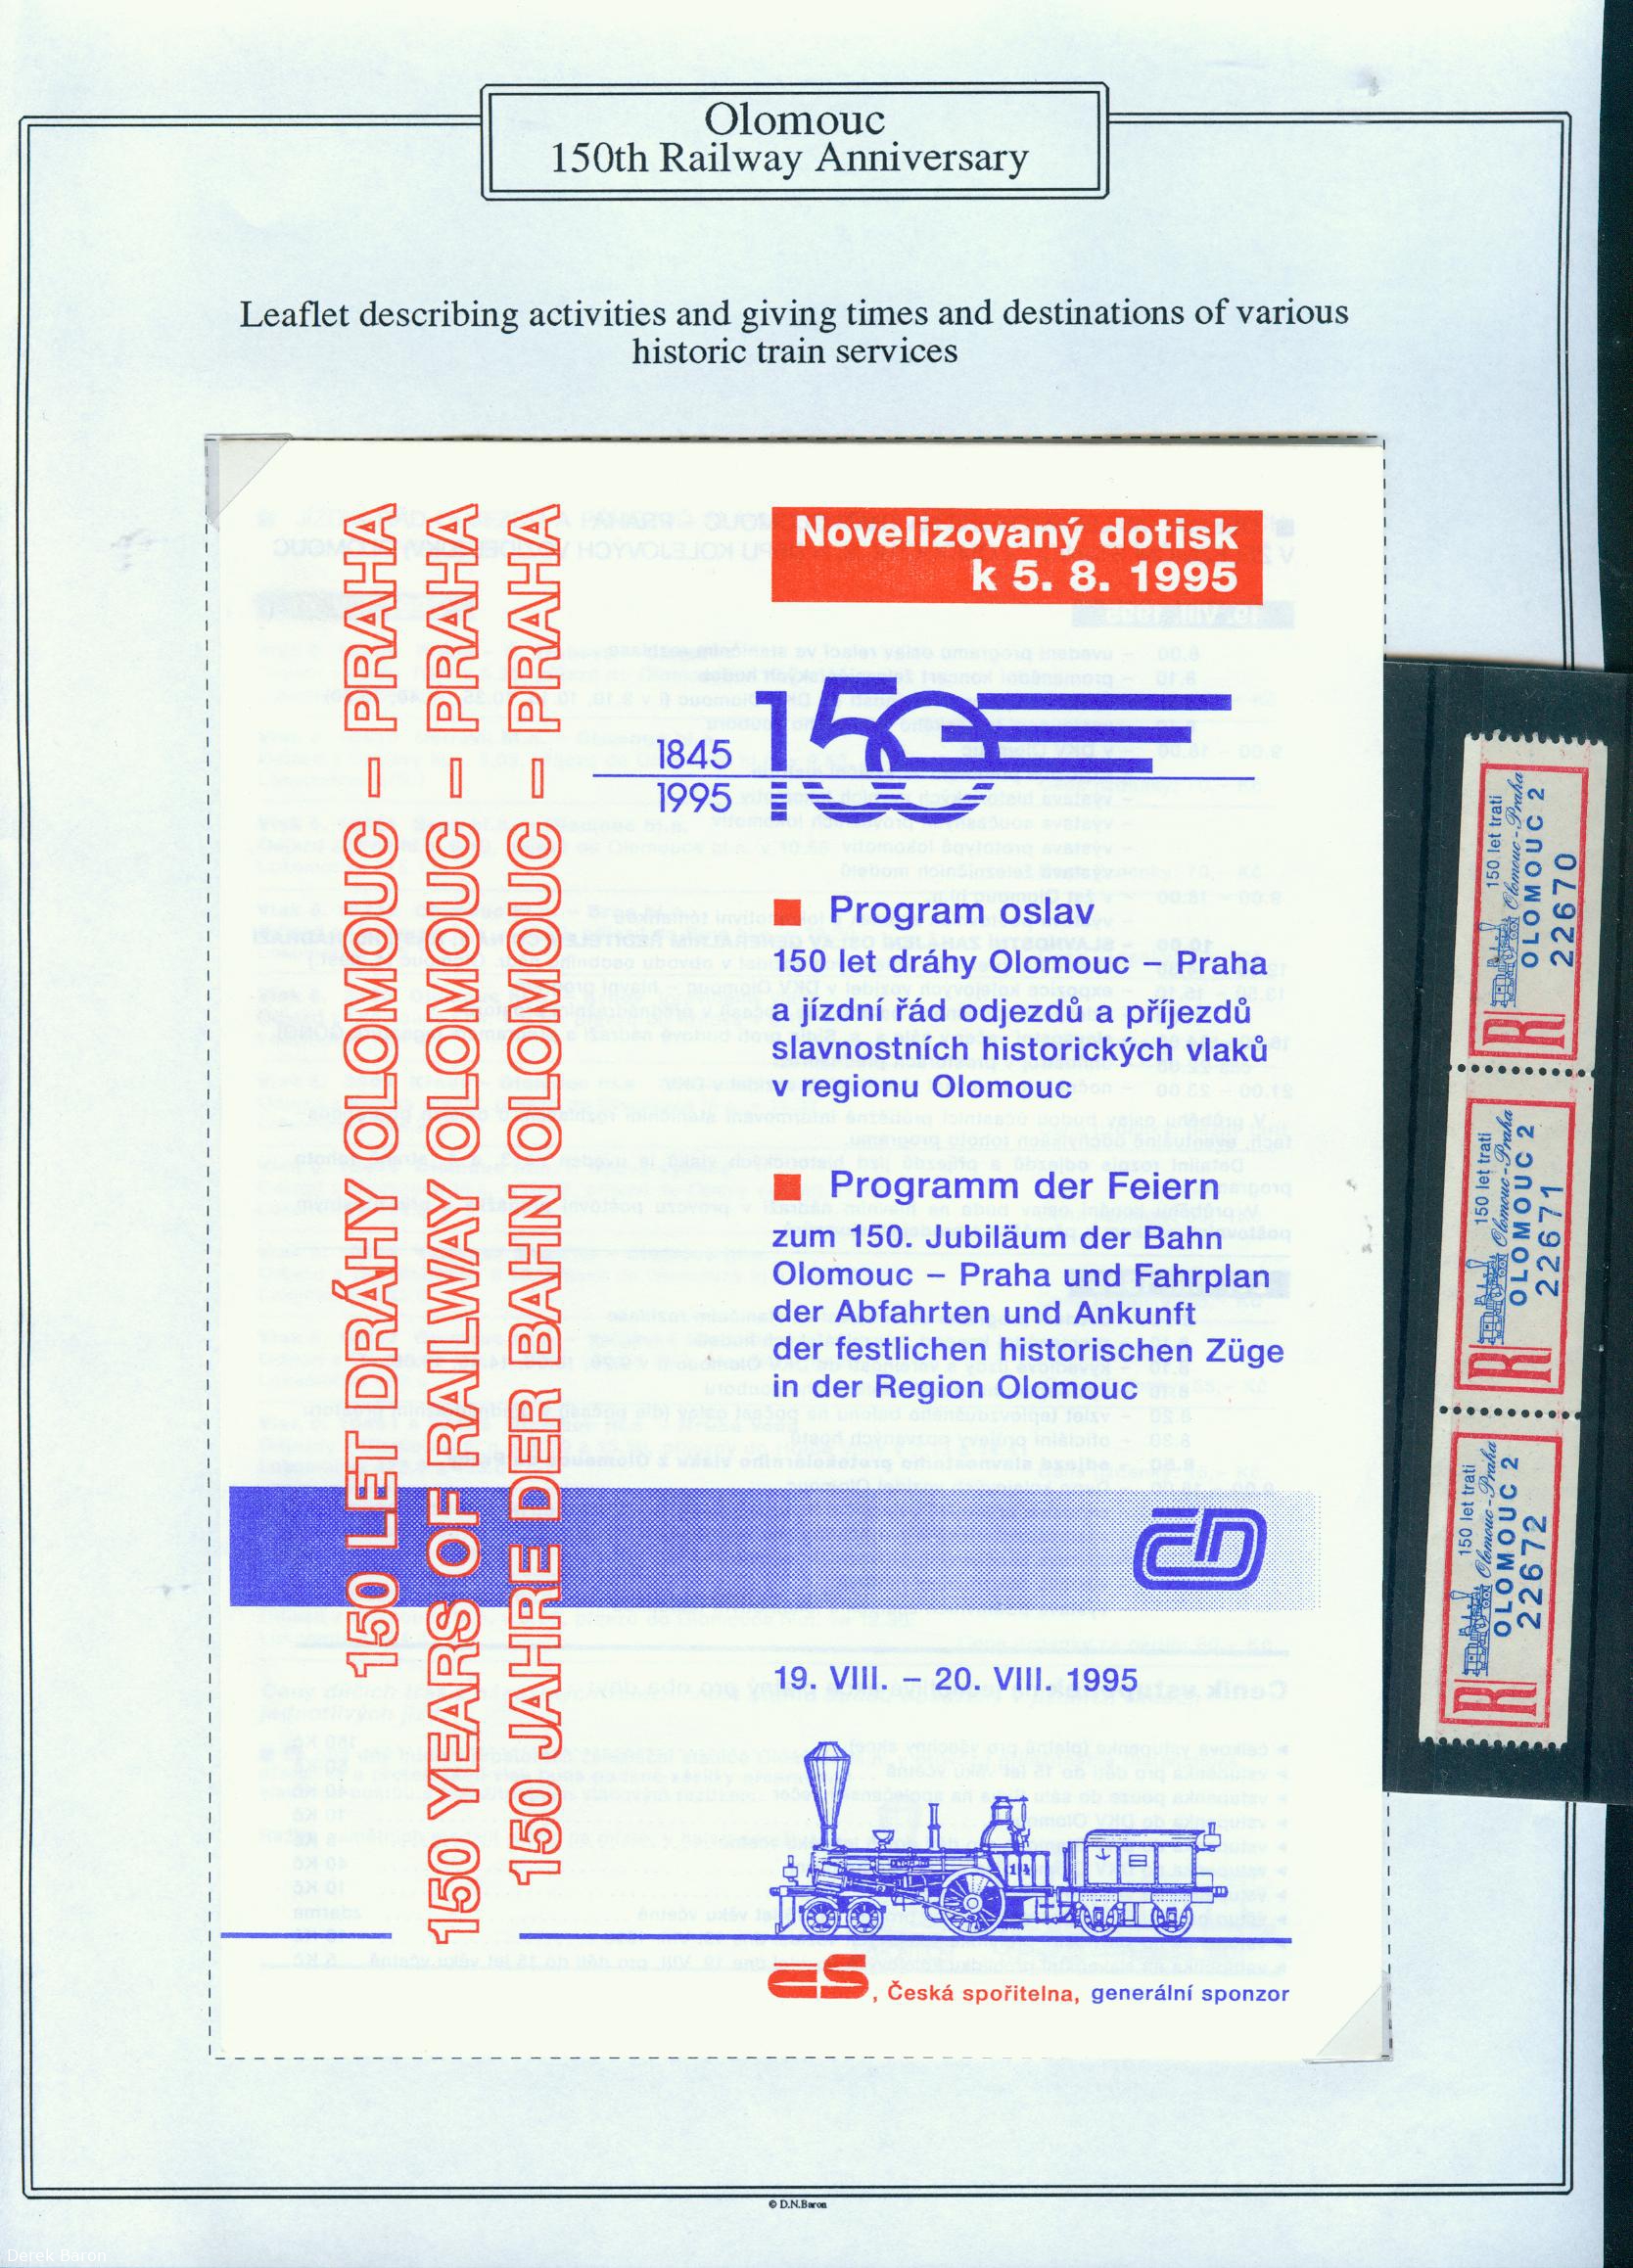 Olomouc
150th Railway Anniversary
Leaflet describing activities and giving times and destinations of various
historic train services
150 LET DRÁHY OLOMOUC – PRAHA
150 YEARS OF RAILWAY OLOMOUC – PRAHA
150 JAHRE DER BAHN OLOMOUC – PRAHA
Novelizovaný dotisk
k 5. 8. 1995
150
1845
1995
Program oslav
150 let dráhy Olomouc – Praha
a jízdní řád odjezdů a příjezdů
slavnostních historických vlaků
v regionu Olomouc
Programm der Feiern
zum 150. Jubiläum der Bahn
Olomouc – Praha und Fahrplan
der Abfahrten und Ankunft
der festlichen historischen Züge
in der Region Olomouc
ČD
19. VIII. – 20. VIII. 1995
ČS, Česká spořitelna, generální sponzor
R
150 let trati
Olomouc-Praha
OLOMOUC 2
22670
R
150 let trati
Olomouc-Praha
OLOMOUC 2
22671
R
150 let trati
Olomouc-Praha
OLOMOUC 2
22672
© D.N.Baron
Derek Baron